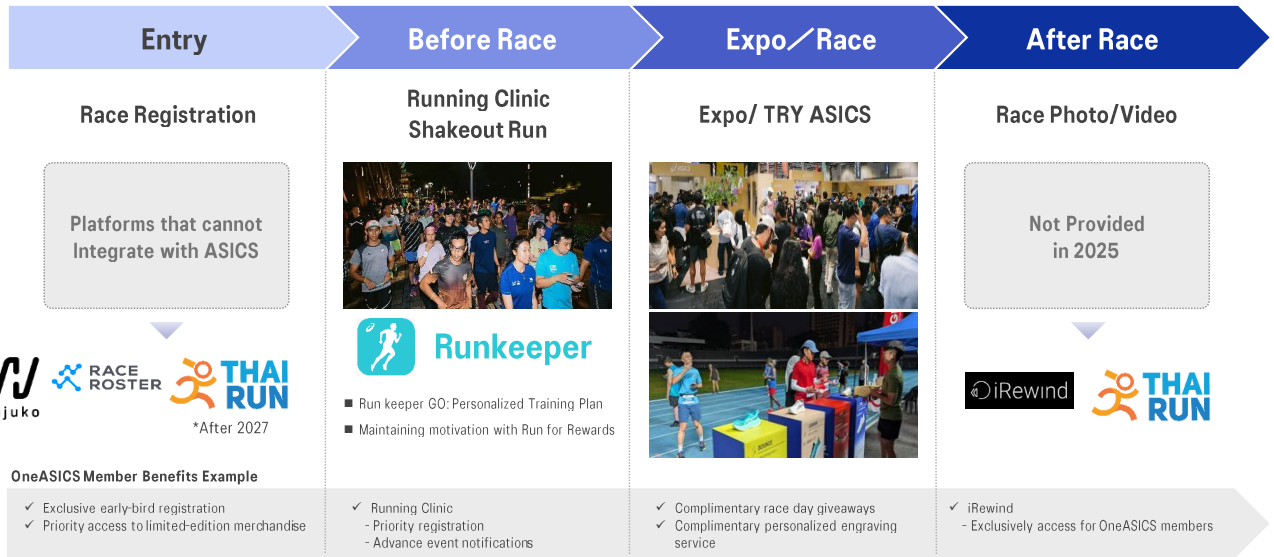 Entry
Before Race
Expo／Race
After Race
Race Registration
Running Clinic
Shakeout Run
Expo/ TRY ASICS
Race Photo/Video
Platforms that cannot
Integrate with ASICS
Not Provided
in 2025
juko
RACE
ROSTER
THAI
RUN
*After 2027
Runkeeper
■ Run keeper GO: Personalized Training Plan
■ Maintaining motivation with Run for Rewards
iRewind
THAI
RUN
OneASICS Member Benefits Example
✓ Exclusive early-bird registration
✓ Priority access to limited-edition merchandise
✓ Running Clinic
- Priority registration
- Advance event notifications
✓ Complimentary race day giveaways
✓ Complimentary personalized engraving
service
✓ iRewind
- Exclusively access for OneASICS members